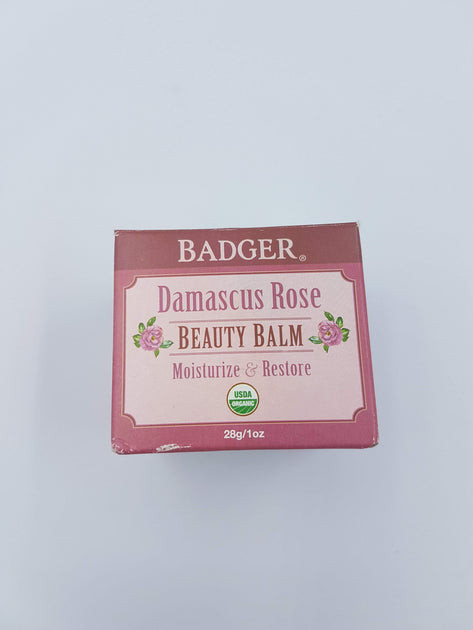 BADGER®
Damascus Rose
BEAUTY BALM
Moisturize & Restore
USDA
ORGANIC
28g/1oz